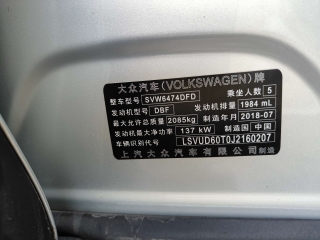 大众汽车(VOLKSWAGEN)牌
整车型号 SVW6474DFD 乘坐人数 5
发动机型号 DBF 发动机排量 1984 mL
最大允许总质量 2085kg 制造年月 2018-07
发动机最大净功率 137 kW 制造国 中国
车辆识别代号 LSVUD60T0J2160207
上汽大众汽车有限公司制造